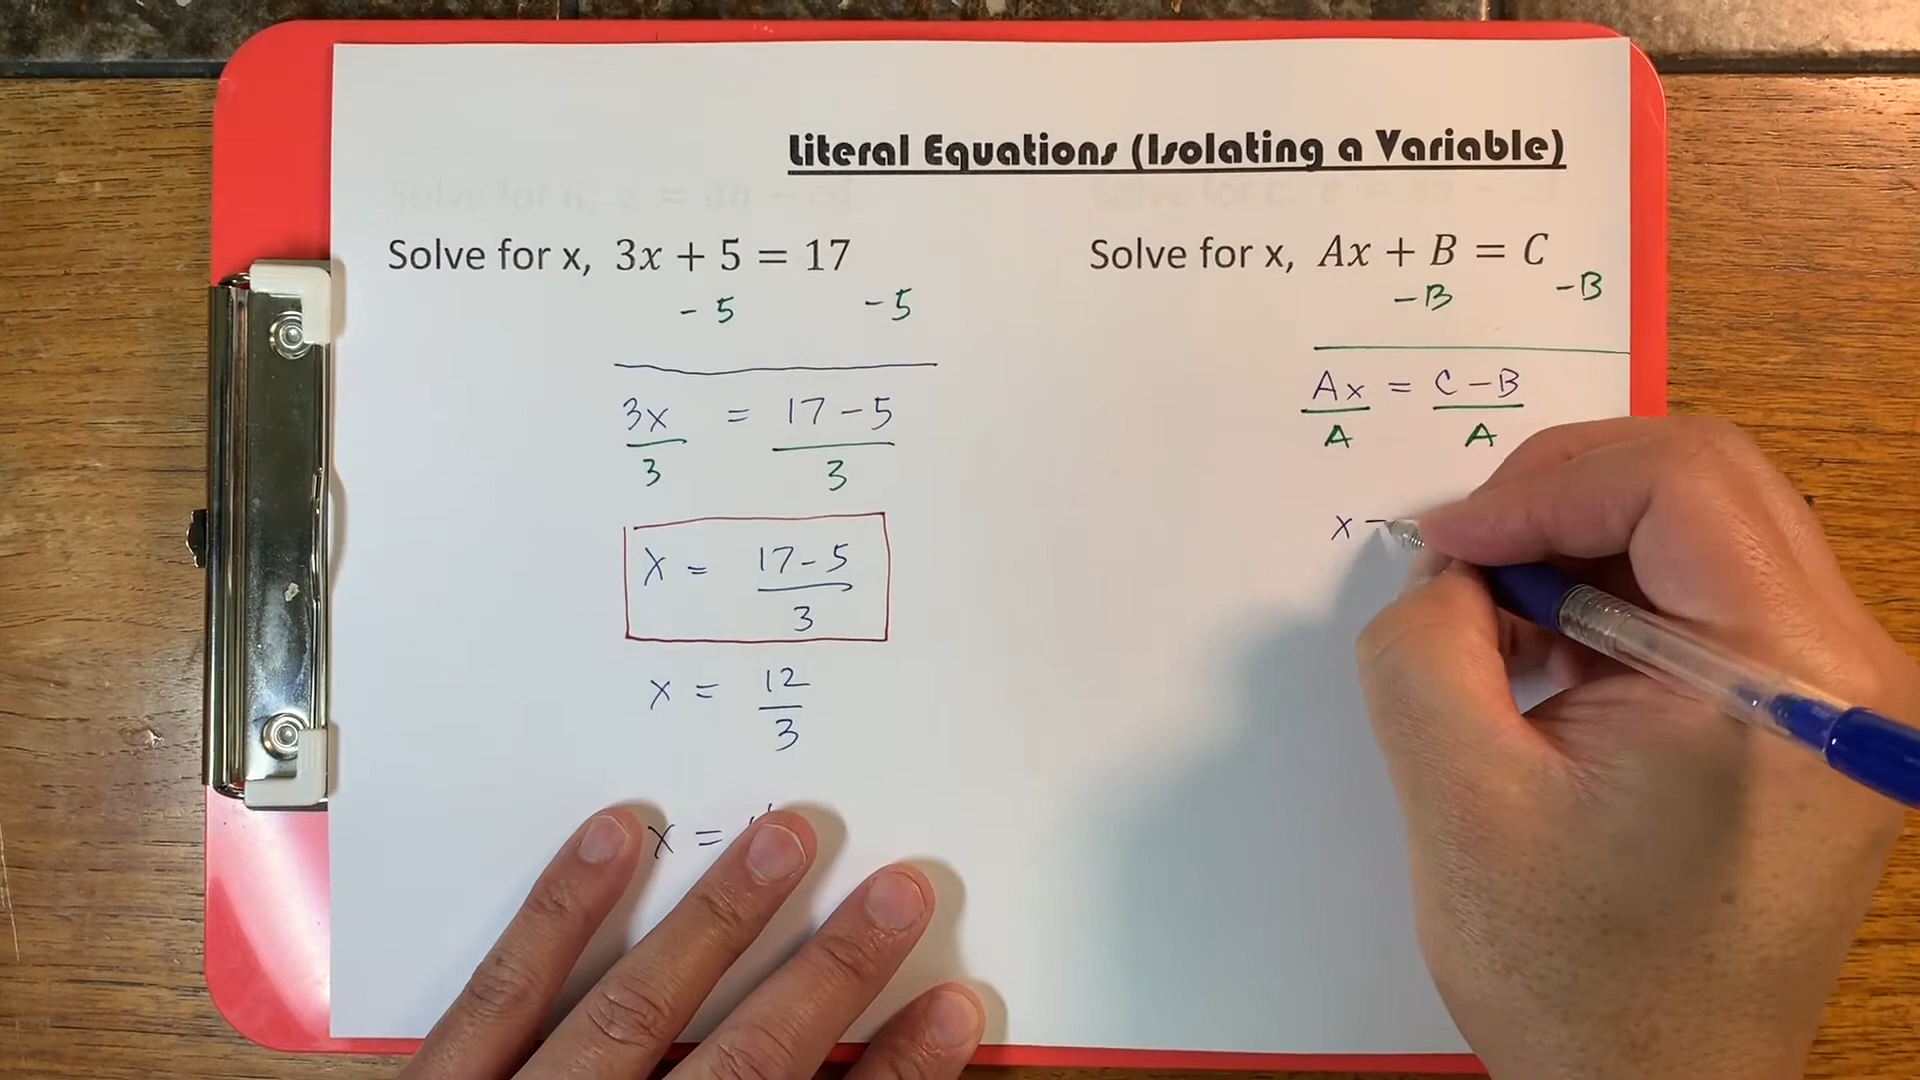 Literal Equations (Isolating a Variable)
Solve for x, 3x + 5 = 17
- 5 - 5
3x = 17 - 5
3 3
x = 17 - 5
3
x = 12
3
x =
Solve for x, Ax + B = C
- B - B
Ax = C - B
A A
x